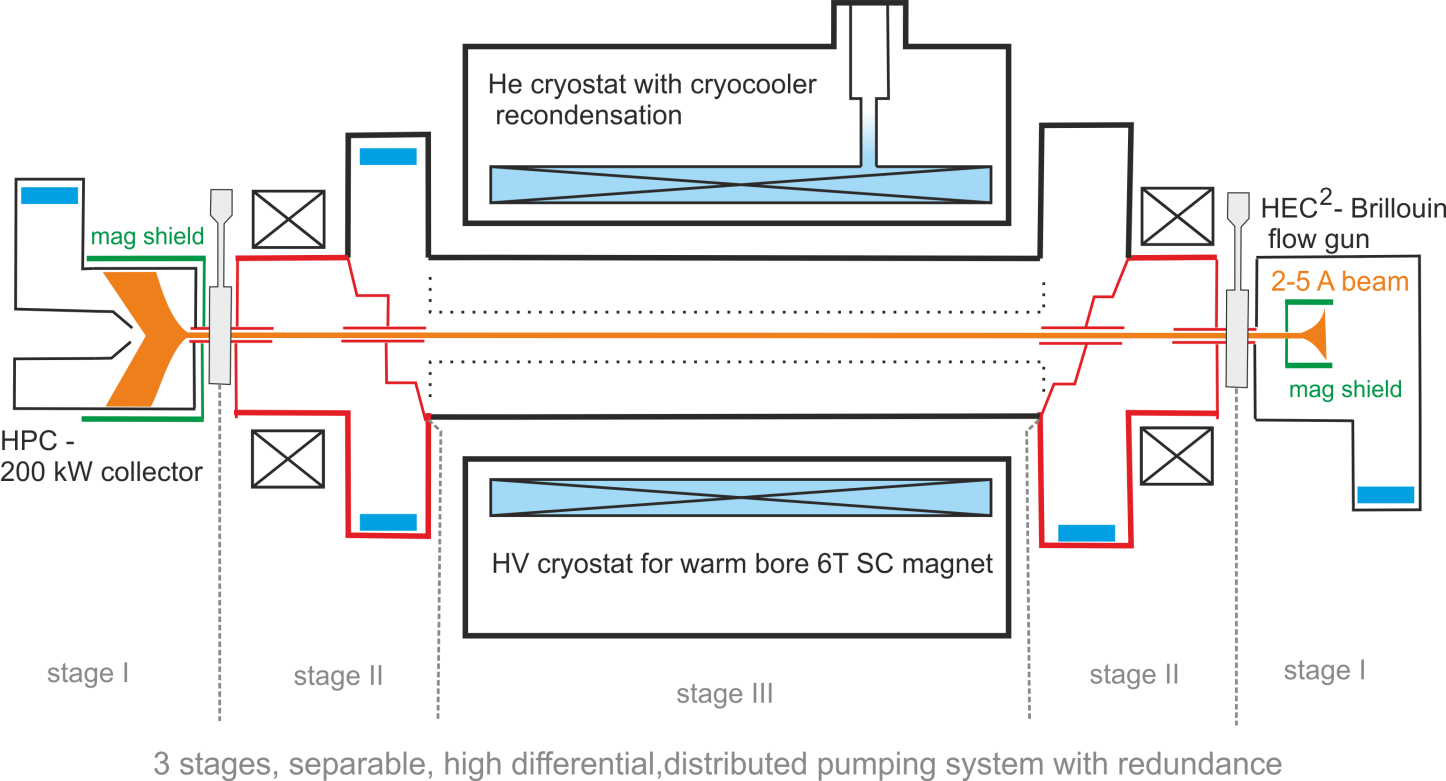 He cryostat with cryocooler
recondensation
mag shield
HEC²- Brillouin
flow gun
2-5 A beam
mag shield
HPC -
200 kW collector
HV cryostat for warm bore 6T SC magnet
stage I
stage II
stage III
stage II
stage I
3 stages, separable, high differential,distributed pumping system with redundance